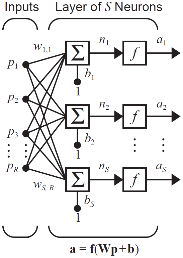 Inputs Layer of S Neurons
w1,1 n1 a1
p1 Σ f
b1
p2 1
n2 a2
Σ f
p3 b2
1
pR nS aS
wS,R Σ f
bS
1
a = f(Wp+b)